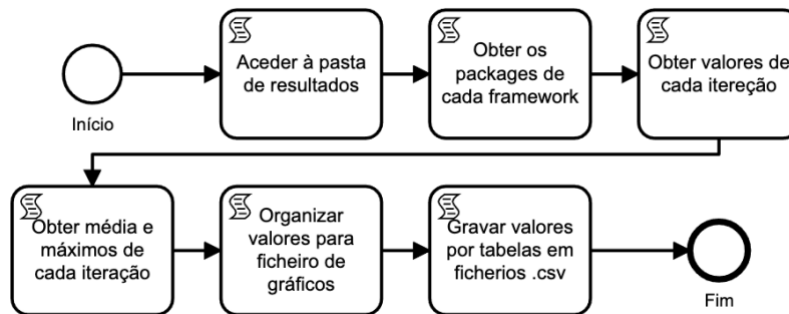 Início
Aceder à pasta
de resultados
Obter os
packages de
cada framework
Obter valores de
cada itereção
Obter média e
máximos de
cada iteração
Organizar
valores para
ficheiro de
gráficos
Gravar valores
por tabelas em
ficherios .csv
Fim